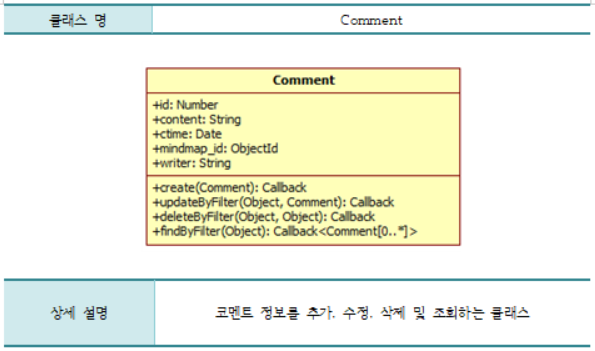 클래스 명 Comment
Comment
+id: Number
+content: String
+ctime: Date
+mindmap_id: ObjectId
+writer: String
+create(Comment): Callback
+updateByFilter(Object, Comment): Callback
+deleteByFilter(Object, Object): Callback
+findByFilter(Object): Callback<Comment[0..*]>
상세 설명 코멘트 정보를 추가, 수정, 삭제 및 조회하는 클래스